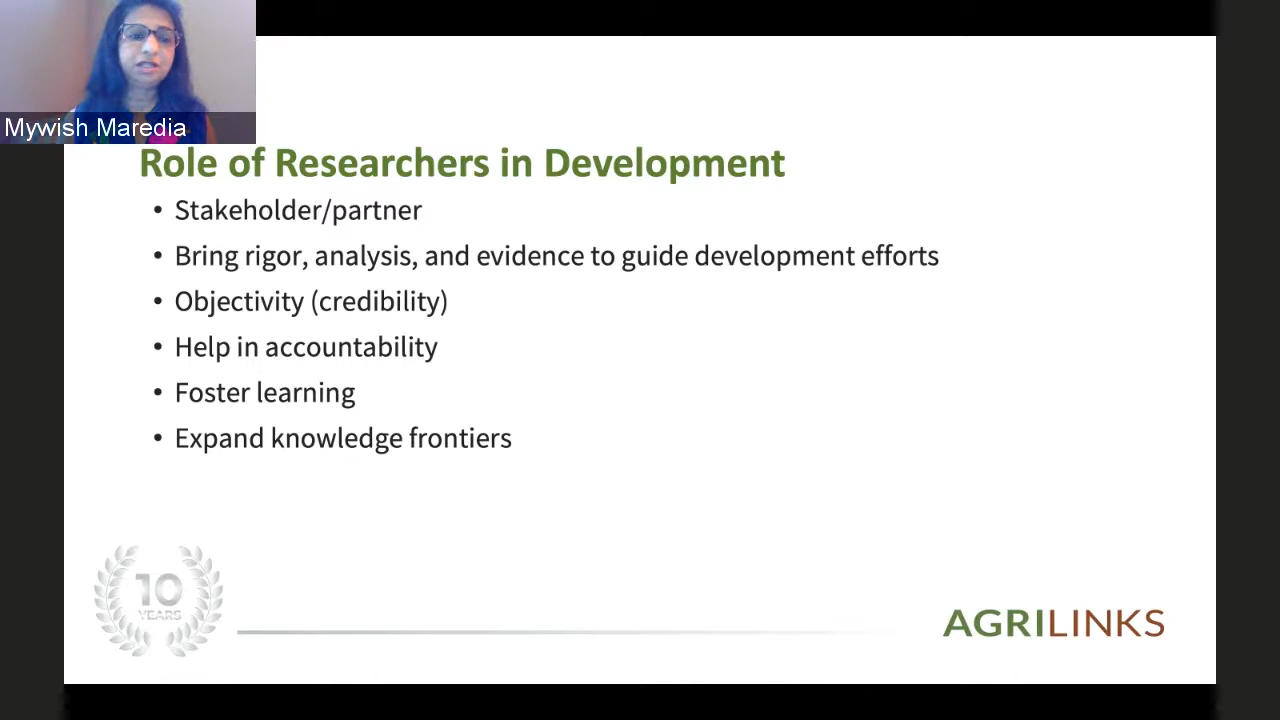 Mywish Maredia
Role of Researchers in Development
• Stakeholder/partner
• Bring rigor, analysis, and evidence to guide development efforts
• Objectivity (credibility)
• Help in accountability
• Foster learning
• Expand knowledge frontiers
10
YEARS
AGRILINKS